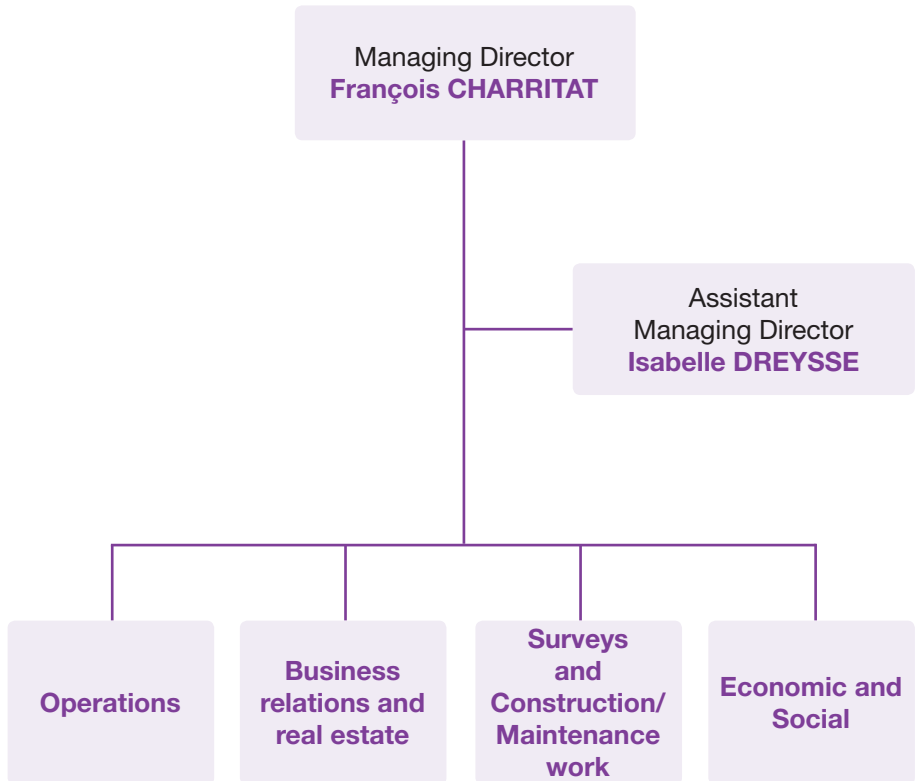 Managing Director
François CHARRITAT
Assistant
Managing Director
Isabelle DREYSSE
Operations
Business
relations and
real estate
Surveys
and
Construction/
Maintenance
work
Economic and
Social